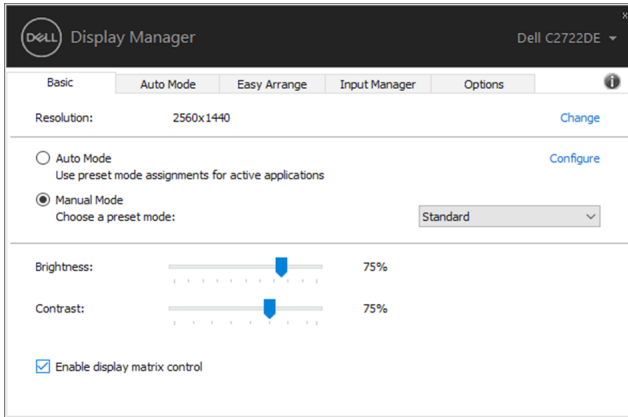 DELL Display Manager Dell C2722DE
Basic Auto Mode Easy Arrange Input Manager Options
Resolution: 2560x1440 Change
Auto Mode Configure
Use preset mode assignments for active applications
Manual Mode
Choose a preset mode: Standard
Brightness: 75%
Contrast: 75%
Enable display matrix control